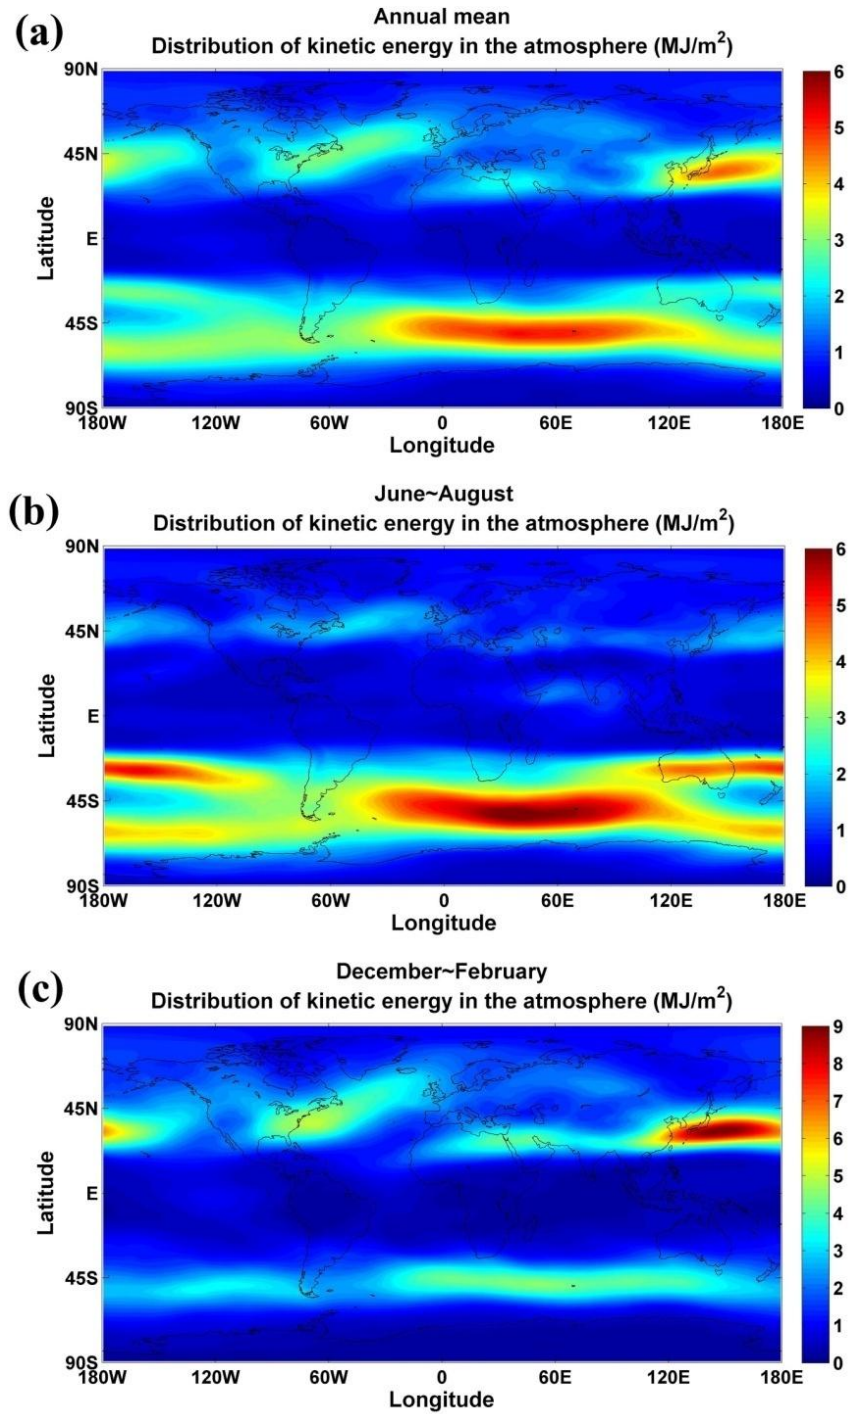 (a)
Annual mean
Distribution of kinetic energy in the atmosphere (MJ/m²)
90N
45N
E
45S
90S
Latitude
180W 120W 60W 0 60E 120E 180E
Longitude
6
5
4
3
2
1
0
(b)
June~August
Distribution of kinetic energy in the atmosphere (MJ/m²)
90N
45N
E
45S
90S
Latitude
180W 120W 60W 0 60E 120E 180E
Longitude
6
5
4
3
2
1
0
(c)
December~February
Distribution of kinetic energy in the atmosphere (MJ/m²)
90N
45N
E
45S
90S
Latitude
180W 120W 60W 0 60E 120E 180E
Longitude
9
8
7
6
5
4
3
2
1
0